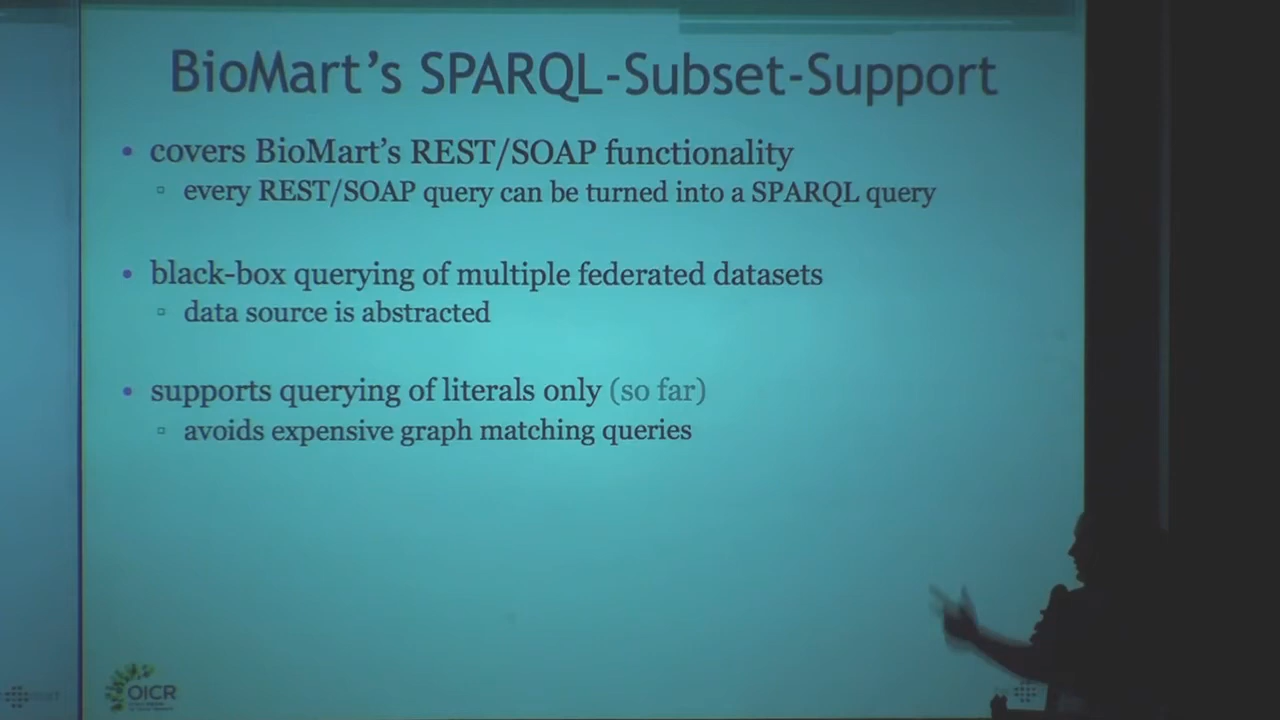 BioMart's SPARQL-Subset-Support
• covers BioMart's REST/SOAP functionality
▫ every REST/SOAP query can be turned into a SPARQL query
• black-box querying of multiple federated datasets
▫ data source is abstracted
• supports querying of literals only (so far)
▫ avoids expensive graph matching queries
OICR